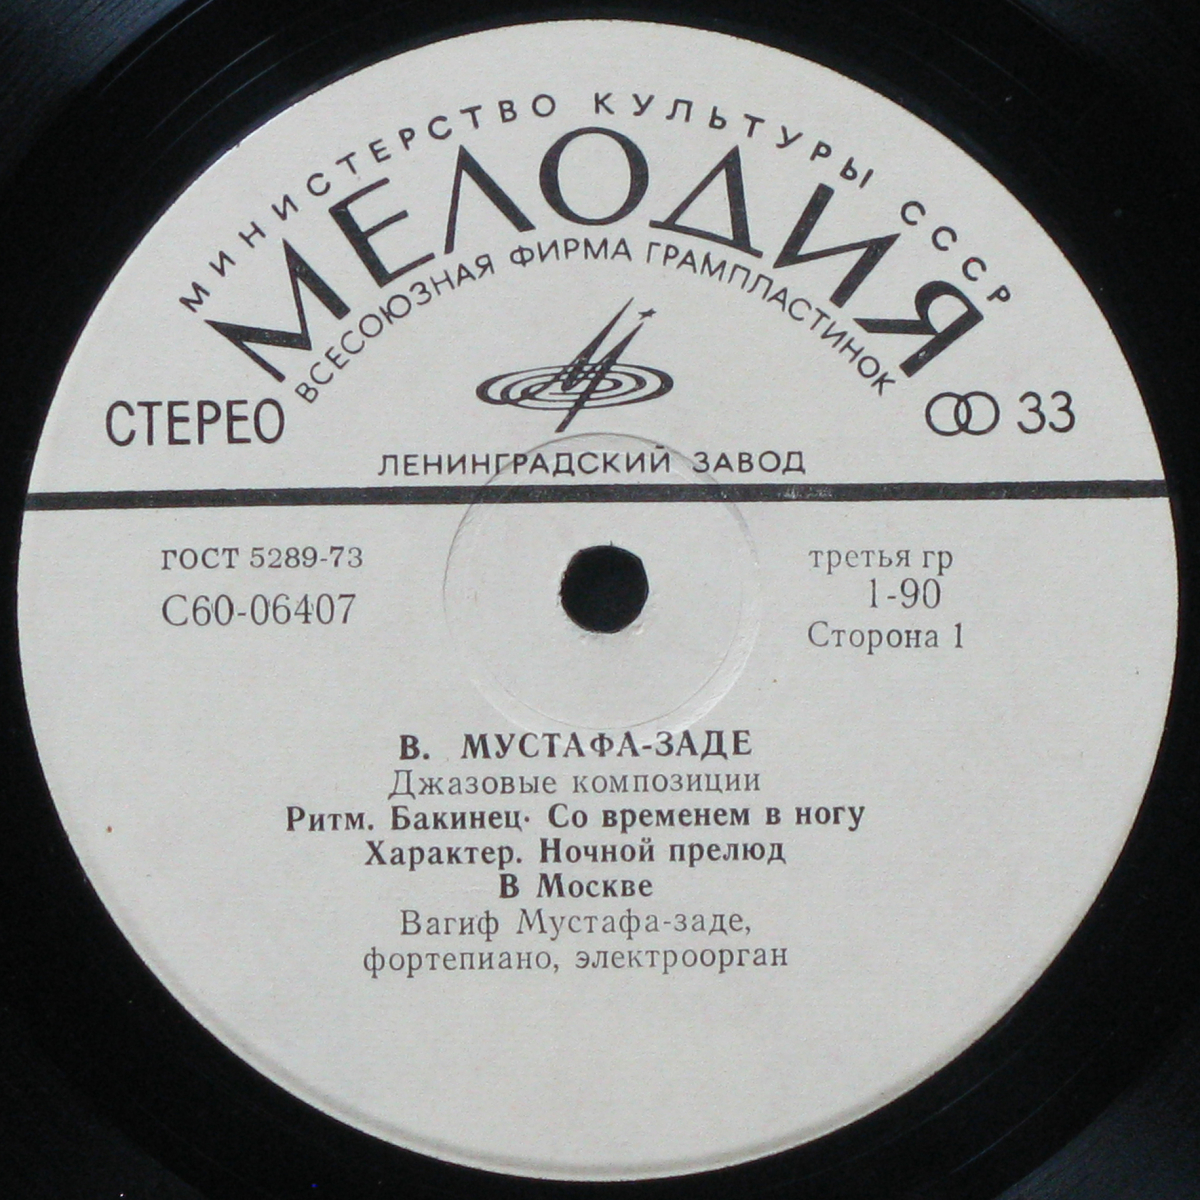 МИНИСТЕРСТВО КУЛЬТУРЫ СССР
МЕЛОДИЯ
ВСЕСОЮЗНАЯ ФИРМА ГРАМПЛАСТИНОК
СТЕРЕО
33
ЛЕНИНГРАДСКИЙ ЗАВОД
ГОСТ 5289-73
третья гр
С60-06407
1-90
Сторона 1
В. МУСТАФА-ЗАДЕ
Джазовые композиции
Ритм. Бакинец· Со временем в ногу
Характер. Ночной прелюд
В Москве
Вагиф Мустафа-заде,
фортепиано, электроорган